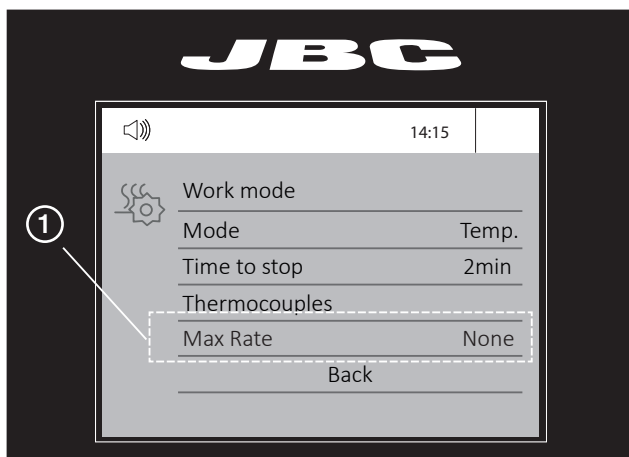 JBC
14:15
Work mode
Mode Temp.
Time to stop 2min
Thermocouples
1 Max Rate None
Back